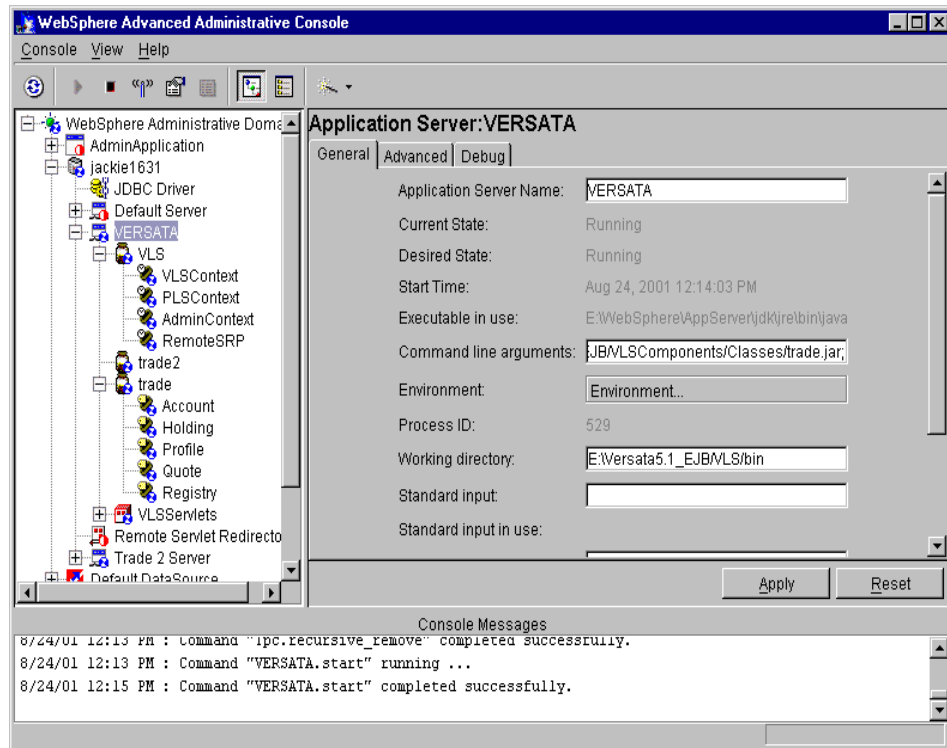 WebSphere Advanced Administrative Console
Console View Help
WebSphere Administrative Doma
AdminApplication
jackie1631
JDBC Driver
Default Server
VERSATA
VLS
VLSContext
PLSContext
AdminContext
RemoteSRP
trade2
trade
Account
Holding
Profile
Quote
Registry
VLSServlets
Remote Servlet Redirecto
Trade 2 Server
Default DataSource
Application Server:VERSATA
General Advanced Debug
Application Server Name: VERSATA
Current State: Running
Desired State: Running
Start Time: Aug 24, 2001 12:14:03 PM
Executable in use: E:\WebSphere\AppServer\jdk\jre\bin\java
Command line arguments: EJB/VLSComponents/Classes/trade.jar;
Environment: Environment...
Process ID: 529
Working directory: E:\Versata5.1_EJB/VLS/bin
Standard input:
Standard input in use:
Apply Reset
Console Messages
8/24/01 12:13 PM : Command "lpc.recursive_remove" completed successfully.
8/24/01 12:13 PM : Command "VERSATA.start" running ...
8/24/01 12:15 PM : Command "VERSATA.start" completed successfully.